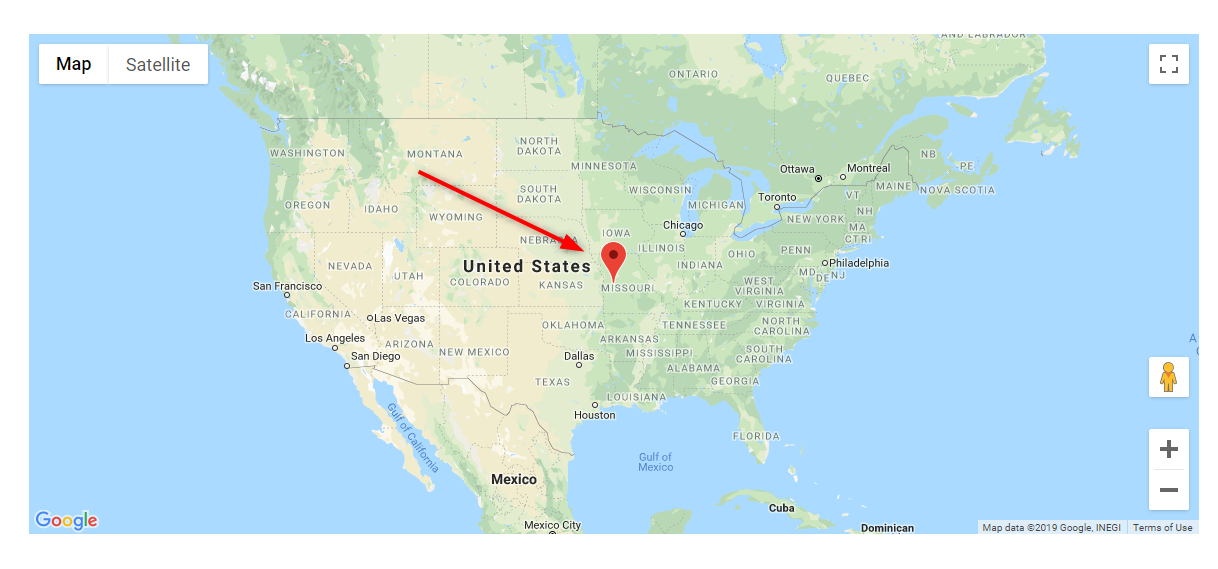 Map
Satellite
AND LABRADOR
ONTARIO
QUEBEC
WASHINGTON
MONTANA
NORTH
DAKOTA
MINNESOTA
Ottawa
Montreal
NB
PE
SOUTH
DAKOTA
WISCONSIN
MICHIGAN
Toronto
VT
MAINE
NOVA SCOTIA
OREGON
IDAHO
WYOMING
NH
NEW YORK
MA
CT RI
Chicago
IOWA
NEBRASKA
ILLINOIS
INDIANA
OHIO
PENN
Philadelphia
MD
DE
NJ
NEVADA
UTAH
United States
COLORADO
KANSAS
MISSOURI
WEST
VIRGINIA
KENTUCKY
VIRGINIA
San Francisco
CALIFORNIA
Las Vegas
OKLAHOMA
TENNESSEE
NORTH
CAROLINA
Los Angeles
ARIZONA
NEW MEXICO
ARKANSAS
MISSISSIPPI
SOUTH
CAROLINA
San Diego
Dallas
ALABAMA
GEORGIA
TEXAS
LOUISIANA
Houston
FLORIDA
Gulf of California
Gulf of
Mexico
Mexico
Cuba
Mexico City
Dominican
Google
Map data ©2019 Google, INEGI
Terms of Use